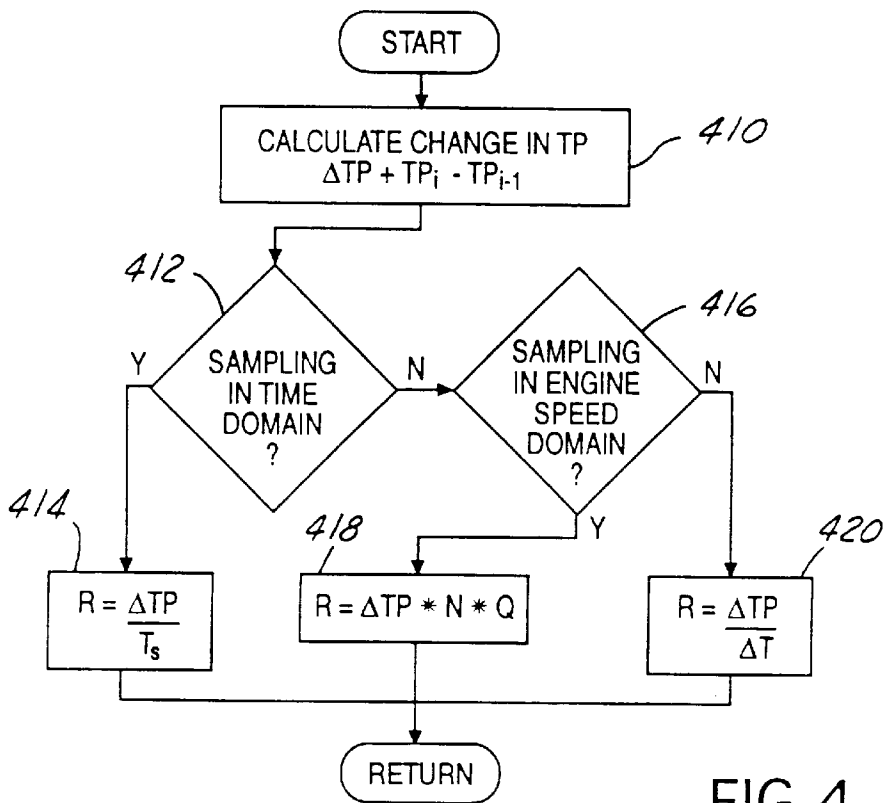 START
CALCULATE CHANGE IN TP
ΔTP + TPi - TPi-1
410
412
SAMPLING
IN TIME
DOMAIN
?
Y
N
416
SAMPLING
IN ENGINE
SPEED
DOMAIN
?
N
Y
414
R = ΔTP
Ts
418
R = ΔTP * N * Q
420
R = ΔTP
ΔT
RETURN
FIG. 4